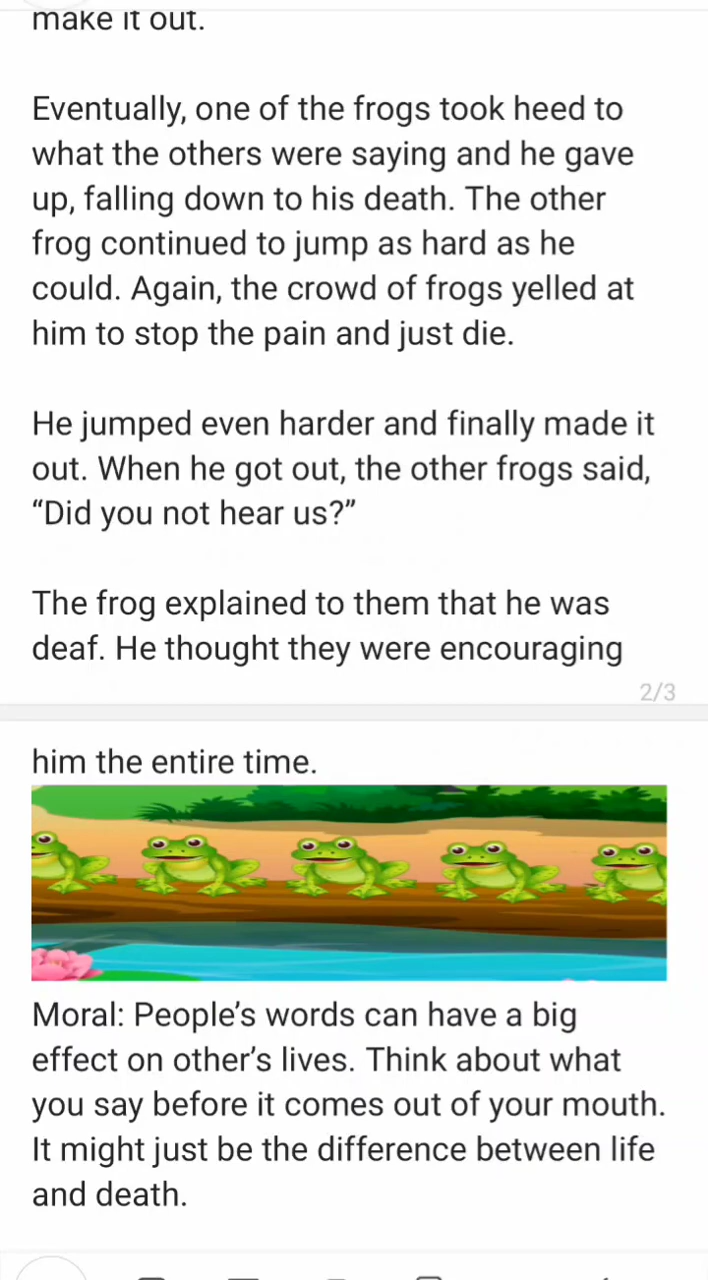 make it out.
Eventually, one of the frogs took heed to
what the others were saying and he gave
up, falling down to his death. The other
frog continued to jump as hard as he
could. Again, the crowd of frogs yelled at
him to stop the pain and just die.
He jumped even harder and finally made it
out. When he got out, the other frogs said,
“Did you not hear us?”
The frog explained to them that he was
deaf. He thought they were encouraging
2/3
him the entire time.
Moral: People’s words can have a big
effect on other’s lives. Think about what
you say before it comes out of your mouth.
It might just be the difference between life
and death.